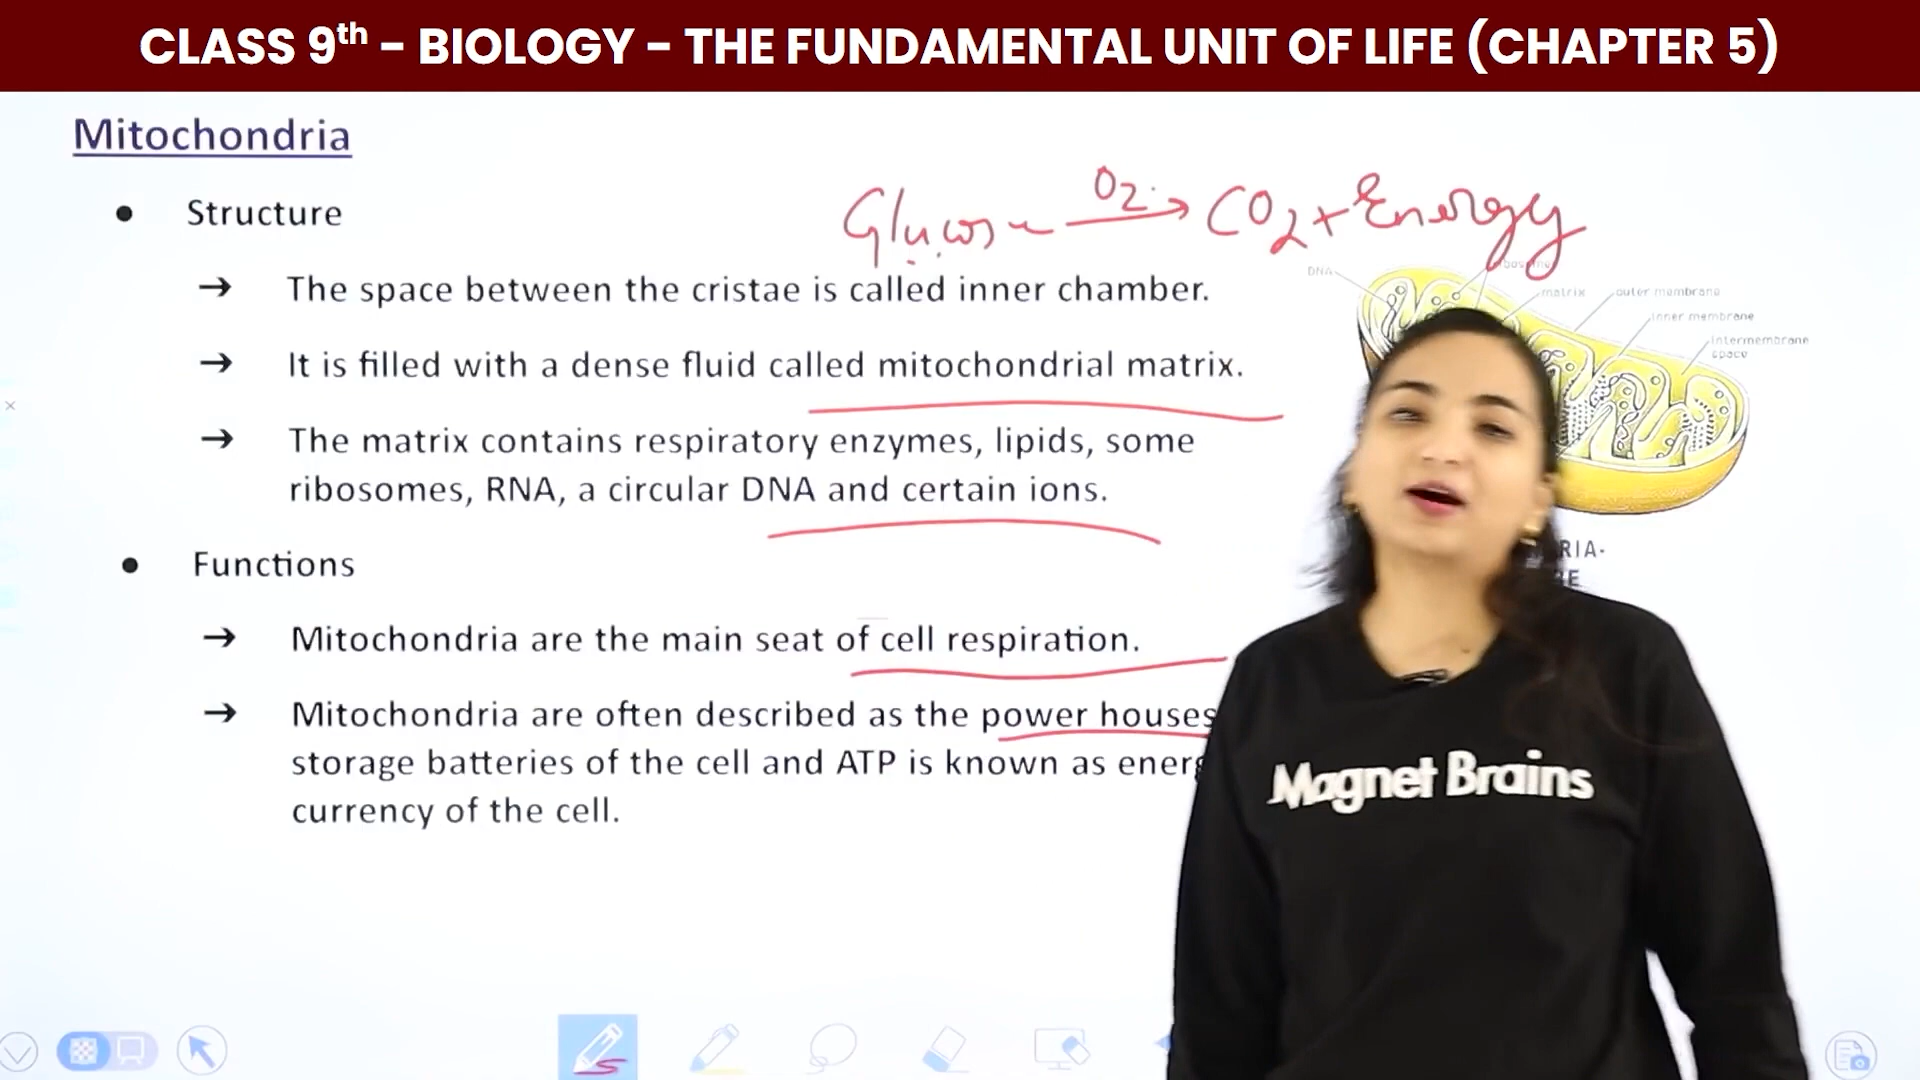 CLASS 9th – BIOLOGY – THE FUNDAMENTAL UNIT OF LIFE (CHAPTER 5)
Mitochondria
Glucose O2 → CO2 + Energy
• Structure
→ The space between the cristae is called inner chamber.
→ It is filled with a dense fluid called mitochondrial matrix.
→ The matrix contains respiratory enzymes, lipids, some
ribosomes, RNA, a circular DNA and certain ions.
DNA
matrix
outer membrane
inner membrane
intermembrane
space
RIA-
• Functions
→ Mitochondria are the main seat of cell respiration.
→ Mitochondria are often described as the power houses
storage batteries of the cell and ATP is known as energ
currency of the cell.
Magnet Brains